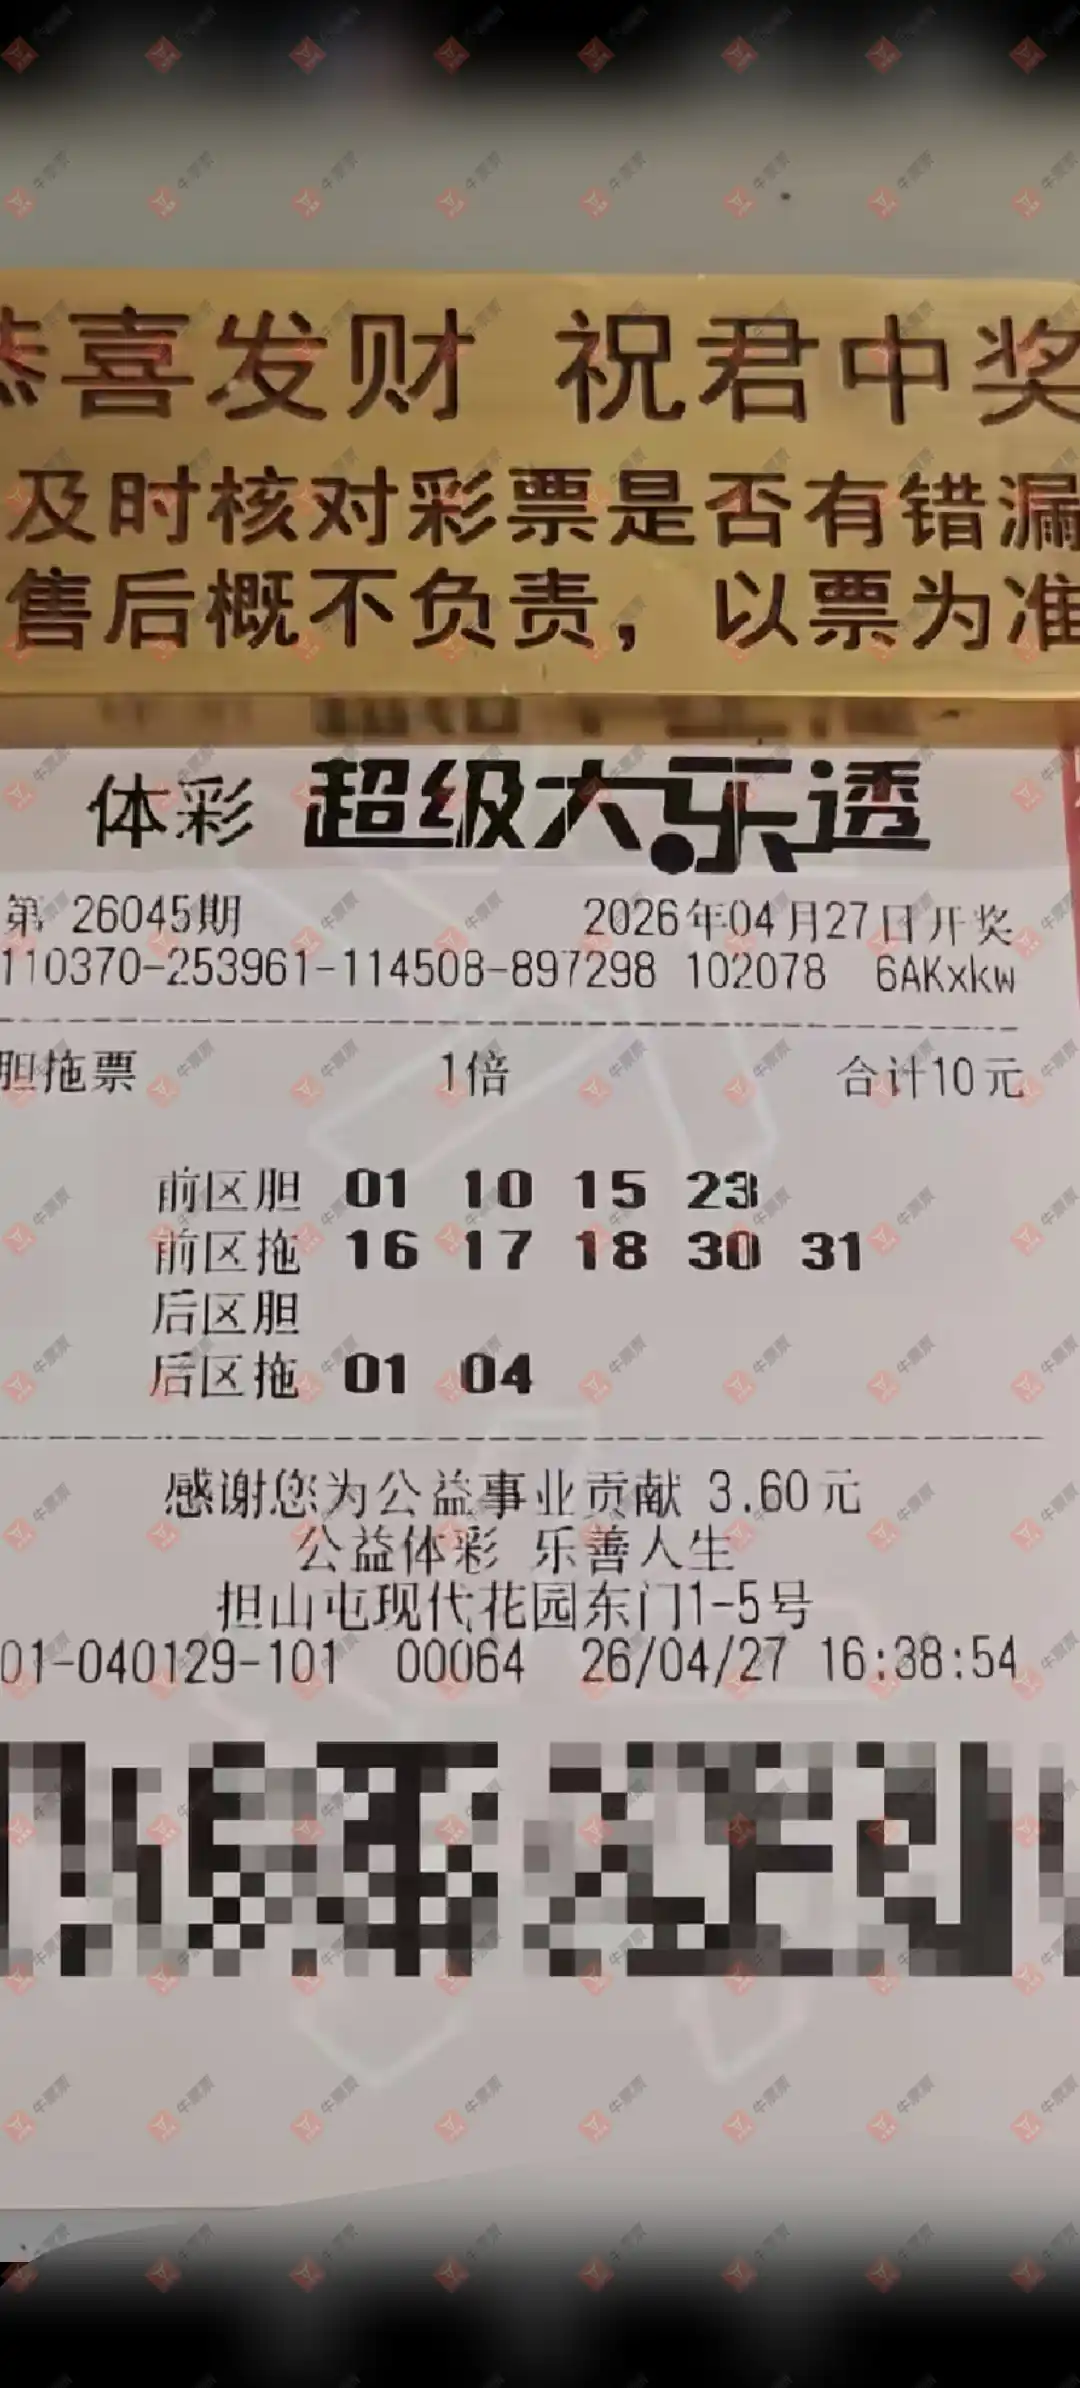 恭喜发财 祝君中奖
及时核对彩票是否有错漏
售后概不负责，以票为准
体彩 超级大乐透
第 26045期 2026年04月27日开奖
110370-253961-114508-897298 102078 6AKxkw
胆拖票 1倍 合计10元
前区胆 01 10 15 23
前区拖 16 17 18 30 31
后区胆
后区拖 01 04
感谢您为公益事业贡献 3.60元
公益体彩 乐善人生
担山屯现代花园东门1-5号
01-040129-101 00064 26/04/27 16:38:54
牛票票